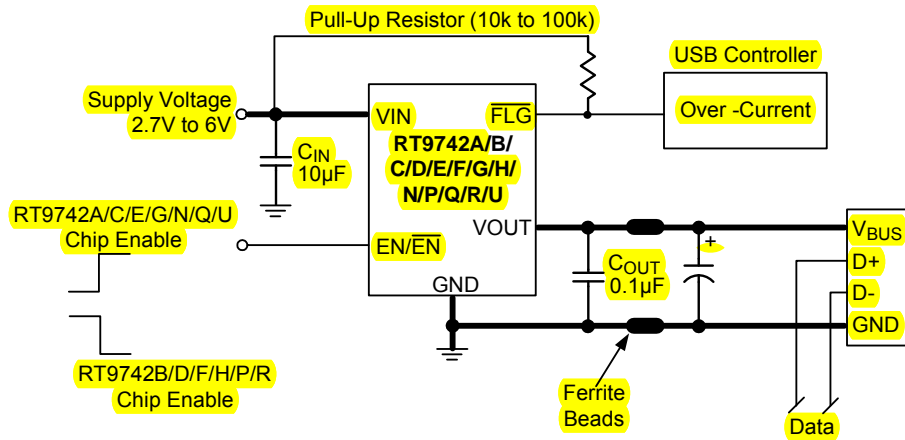 Pull-Up Resistor (10k to 100k)
USB Controller
Supply Voltage
2.7V to 6V
VIN
FLG
Over -Current
RT9742A/B/
C/D/E/F/G/H/
N/P/Q/R/U
CIN
10µF
RT9742A/C/E/G/N/Q/U
Chip Enable
EN/EN
VOUT
GND
COUT
0.1µF
+
VBUS
D+
D-
GND
RT9742B/D/F/H/P/R
Chip Enable
Ferrite
Beads
Data